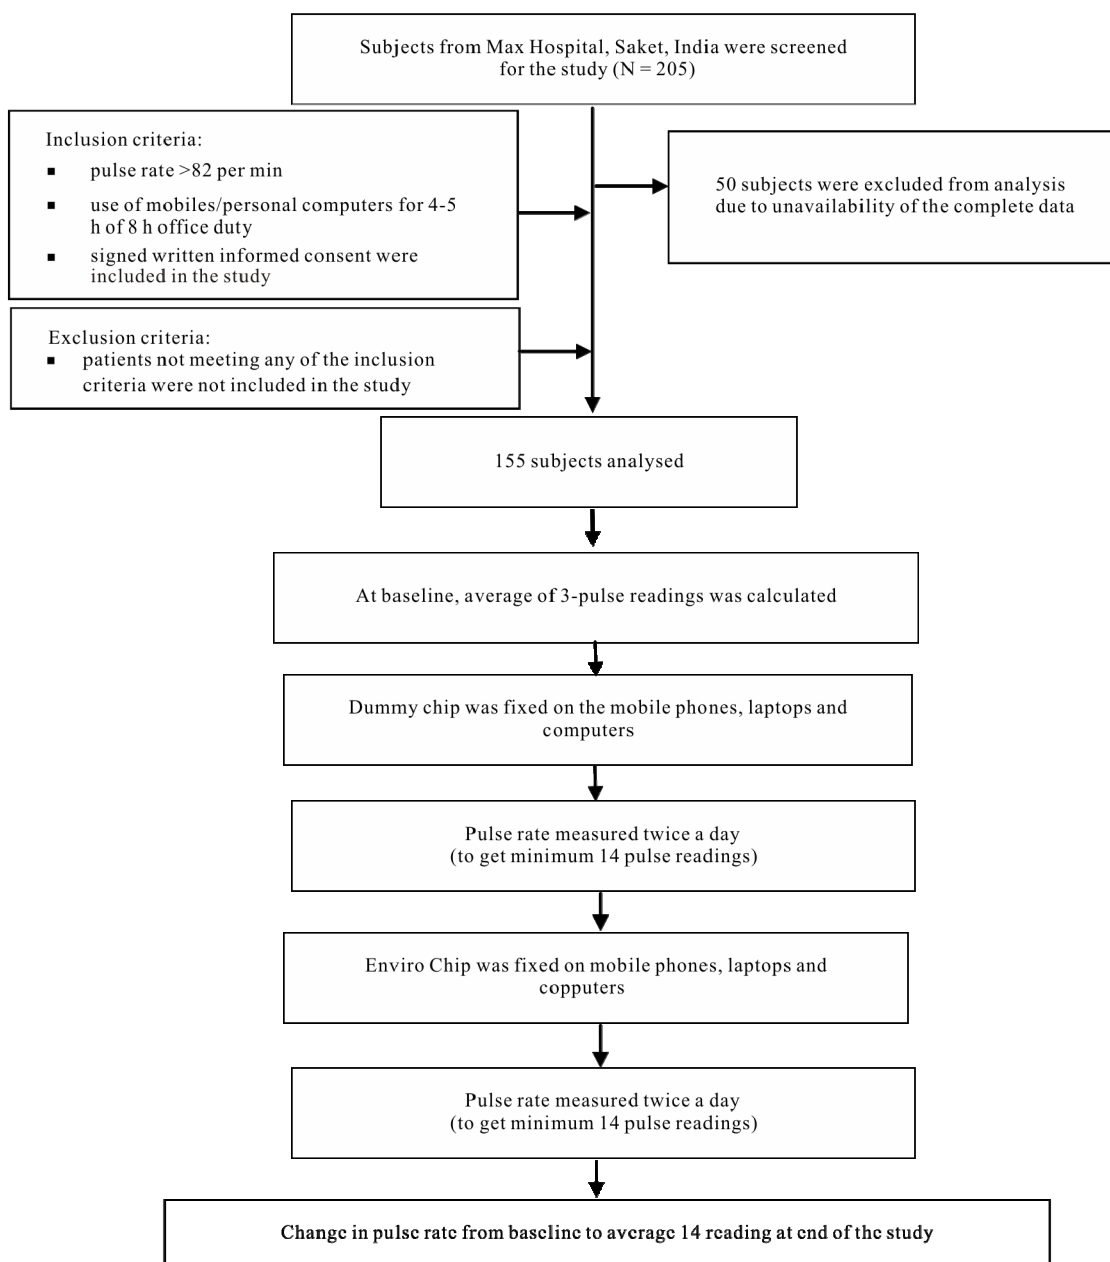 Subjects from Max Hospital, Saket, India were screened
for the study (N = 205)
Inclusion criteria:
▪ pulse rate >82 per min
▪ use of mobiles/personal computers for 4-5
h of 8 h office duty
▪ signed written informed consent were
included in the study
50 subjects were excluded from analysis
due to unavailability of the complete data
Exclusion criteria:
▪ patients not meeting any of the inclusion
criteria were not included in the study
155 subjects analysed
At baseline, average of 3-pulse readings was calculated
Dummy chip was fixed on the mobile phones, laptops and
computers
Pulse rate measured twice a day
(to get minimum 14 pulse readings)
Enviro Chip was fixed on mobile phones, laptops and
copputers
Pulse rate measured twice a day
(to get minimum 14 pulse readings)
Change in pulse rate from baseline to average 14 reading at end of the study